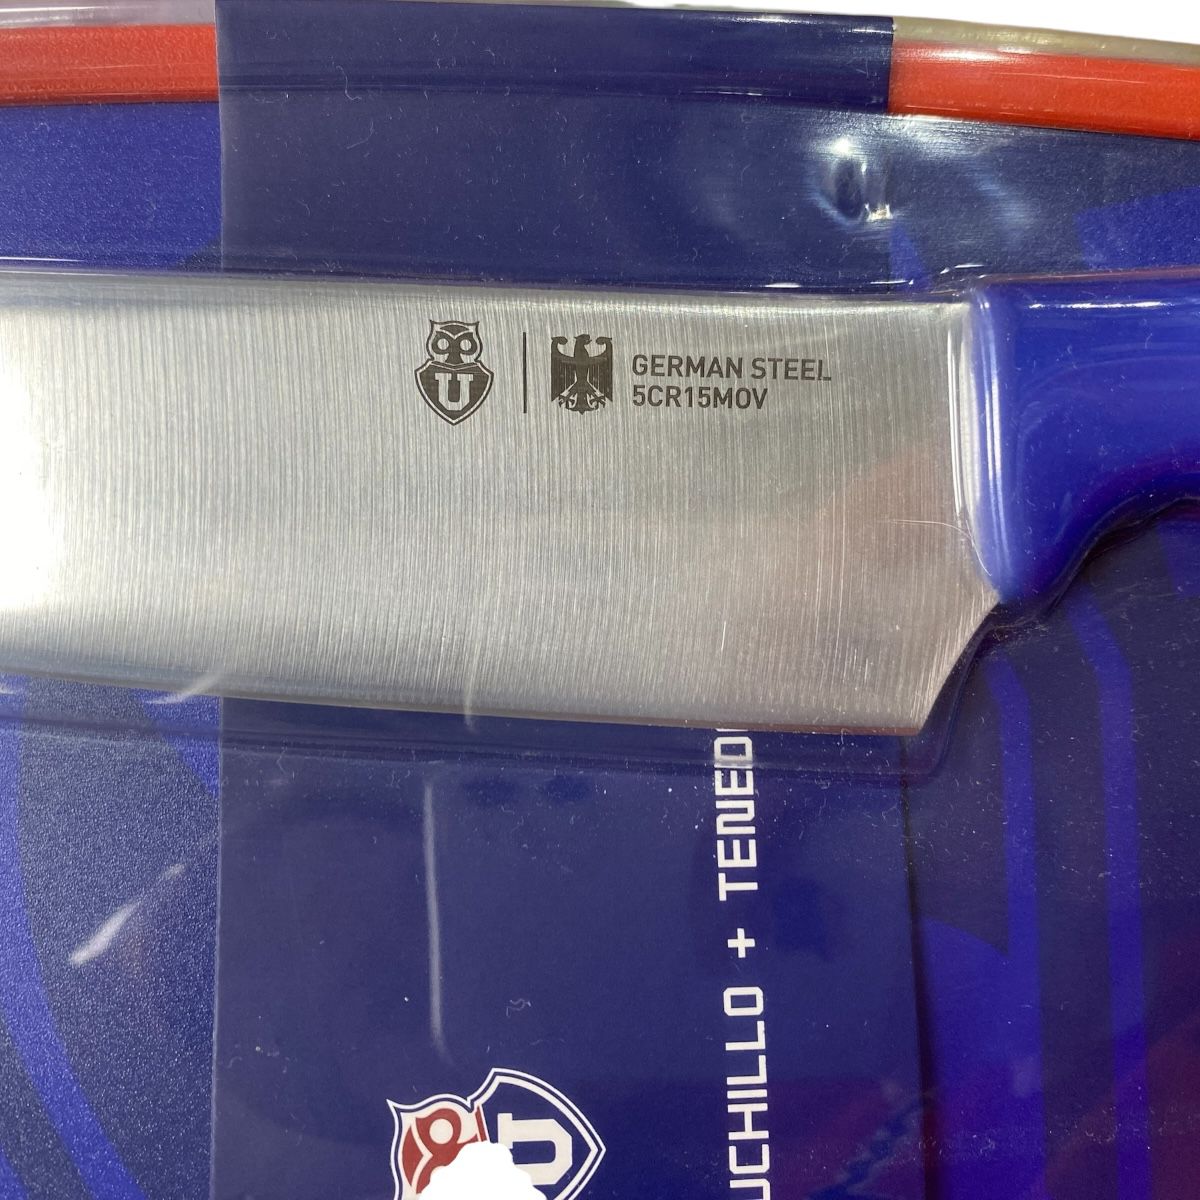 U
GERMAN STEEL
5CR15MOV
UCHILLO + TENED
U